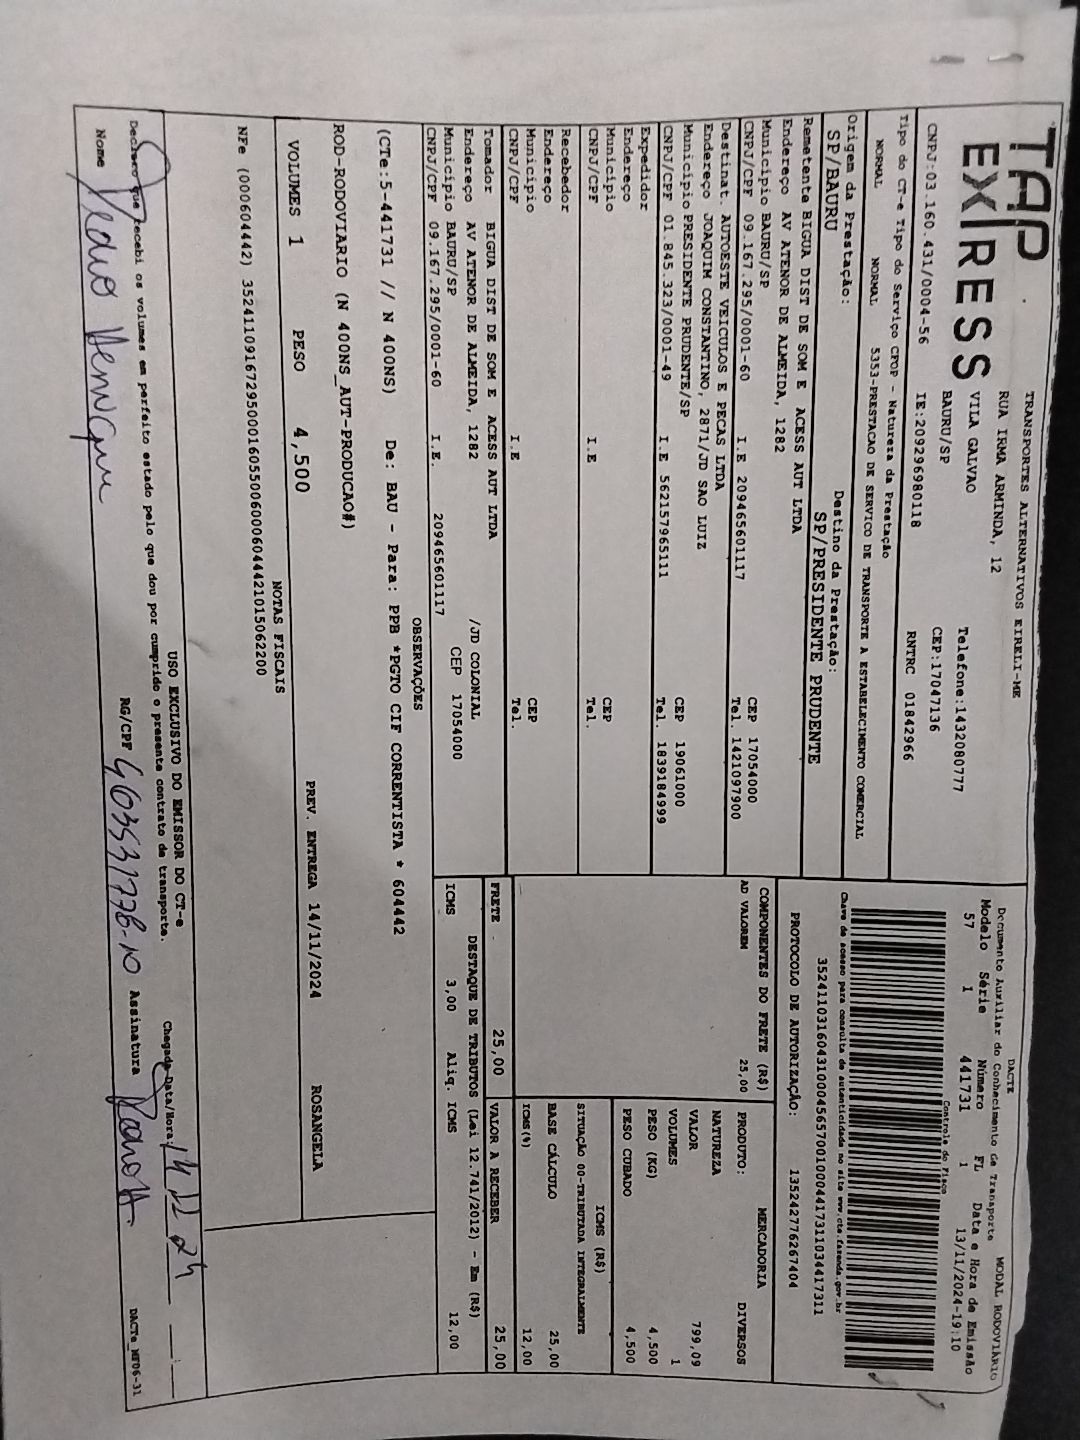 TAP EXPRESS
TRANSPORTES ALTERNATIVOS EIRELI-ME
RUA IRMA ARMINDA, 12
VILA GALVAO Telefone:1432080777
BAURU/SP CEP:17047136
CNPJ:03.160.431/0004-56 IE:209296980118 RNTRC 01842966
DACTE MODAL RODOVIÁRIO
Documento Auxiliar do Conhecimento de Transporte
Modelo Série Número FL Data e Hora de Emissão
57 1 441731 1 13/11/2024-19:10
Controle do Fisco
Chave de acesso para consulta de autenticidade no site www.cte.fazenda.gov.br
35241103160431000456570010004417311034417311
PROTOCOLO DE AUTORIZAÇÃO: 135242776267404
Tipo do CT-e Tipo do Serviço CFOP - Natureza da Prestação
NORMAL NORMAL 5353-PRESTACAO DE SERVICO DE TRANSPORTE A ESTABELECIMENTO COMERCIAL
Origem da Prestação: Destino da Prestação:
SP/BAURU SP/PRESIDENTE PRUDENTE
Remetente BIGUA DIST DE SOM E ACESS AUT LTDA
Endereço AV ATENOR DE ALMEIDA, 1282
Município BAURU/SP CEP 17054000
CNPJ/CPF 09.167.295/0001-60 I.E 209465601117 Tel. 1421097900
Destinat. AUTOESTE VEICULOS E PECAS LTDA
Endereço JOAQUIM CONSTANTINO, 2871/JD SAO LUIZ
Município PRESIDENTE PRUDENTE/SP CEP 19061000
CNPJ/CPF 01.845.323/0001-49 I.E 562157965111 Tel. 1839184999
Expedidor
Endereço
Município CEP
CNPJ/CPF I.E Tel.
Recebedor
Endereço
Município CEP
CNPJ/CPF I.E Tel.
Tomador BIGUA DIST DE SOM E ACESS AUT LTDA
Endereço AV ATENOR DE ALMEIDA, 1282 /JD COLONIAL
Município BAURU/SP CEP 17054000
CNPJ/CPF 09.167.295/0001-60 I.E. 209465601117
COMPONENTES DO FRETE (R$)
AD VALOREM 25,00
PRODUTO: MERCADORIA
NATUREZA DIVERSOS
VALOR 799,09
VOLUMES 1
PESO (KG) 4,500
PESO CUBADO 4,500
ICMS (R$)
SITUAÇÃO 00-TRIBUTADA INTEGRALMENTE
BASE CÁLCULO 25,00
ICMS(%) 12,00
FRETE 25,00 VALOR A RECEBER 25,00
DESTAQUE DE TRIBUTOS (Lei 12.741/2012) - Em (R$)
ICMS 3,00 Aliq. ICMS 12,00
OBSERVAÇÕES
(CTe:5-441731 // N 400NS) De: BAU - Para: PPB *PGTO CIF CORRENTISTA * 604442
ROD-RODOVIARIO (N 400NS_AUT-PRODUCAO#)
VOLUMES 1 PESO 4,500 PREV. ENTREGA 14/11/2024 ROSANGELA
NOTAS FISCAIS
NFe (000604442) 35241109167295000160550060006044421015062200
USO EXCLUSIVO DO EMISSOR DO CT-e
Declaro que recebi os volumes em perfeito estado pelo que dou por cumprido o presente contrato de transporte. Chegada Data/Hora: 14 11 24
Nome Pedro Henrique RG/CPF 463531778-10 Assinatura
DACTe_MF06-31